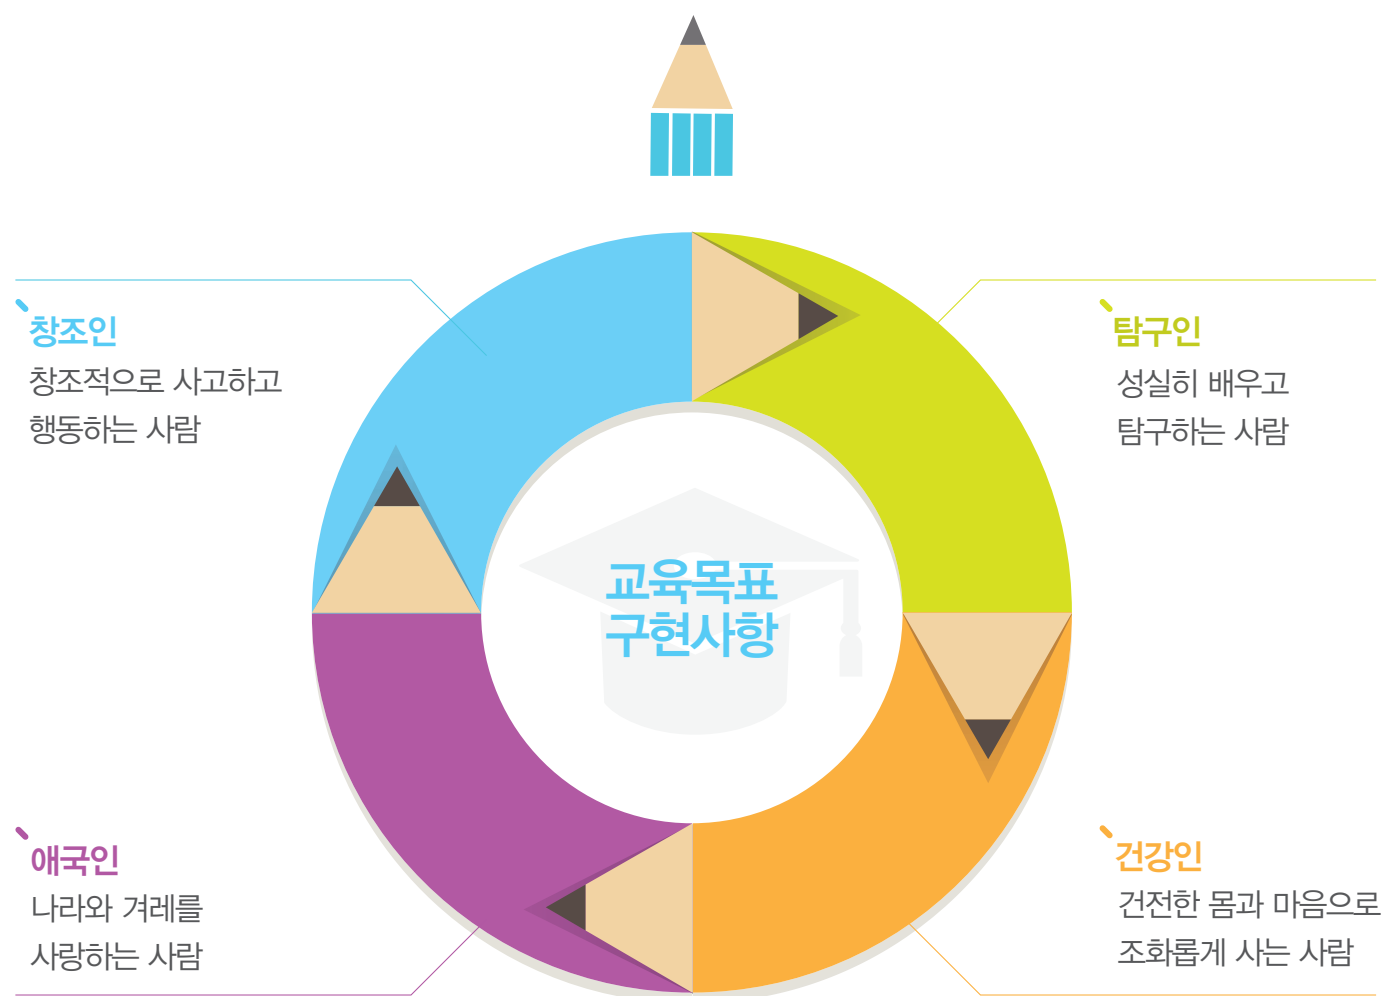 창조인
창조적으로 사고하고
행동하는 사람
탐구인
성실히 배우고
탐구하는 사람
교육목표
구현사항
애국인
나라와 겨레를
사랑하는 사람
건강인
건전한 몸과 마음으로
조화롭게 사는 사람